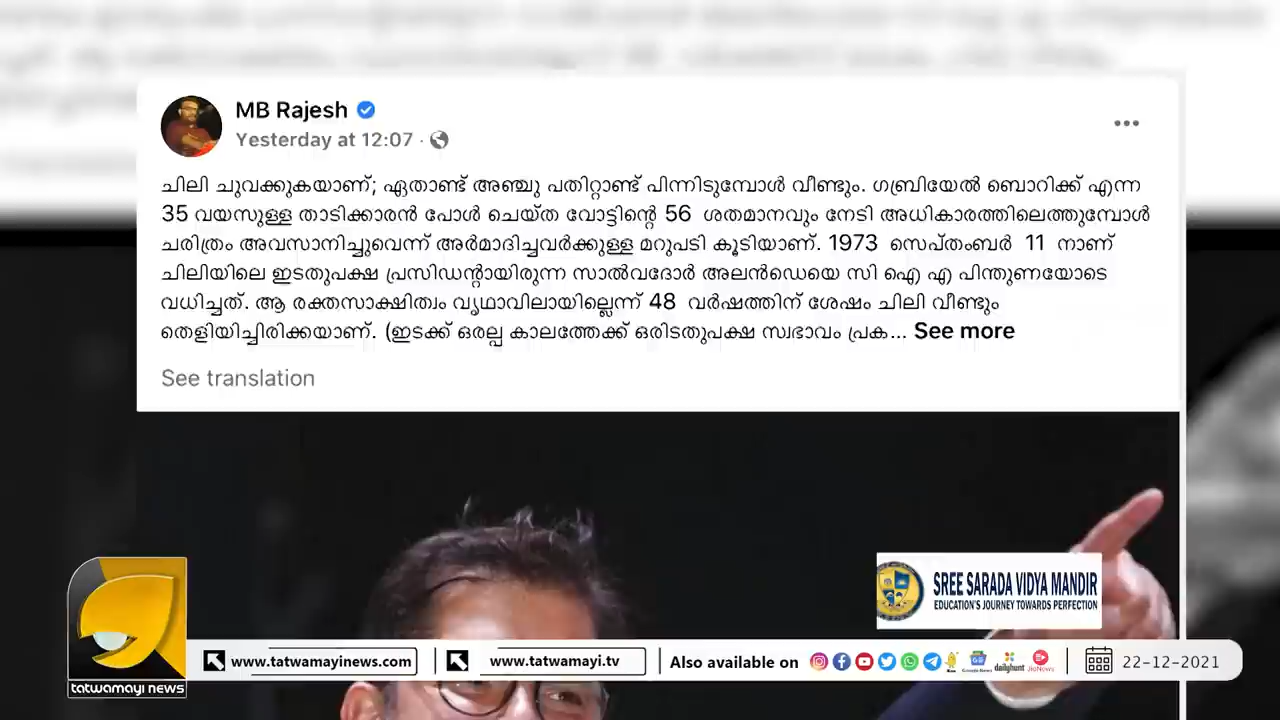 MB Rajesh
Yesterday at 12:07 ·
ചിലി ചുവക്കുകയാണ്; ഏതാണ്ട് അഞ്ചു പതിറ്റാണ്ട് പിന്നിടുമ്പോൾ വീണ്ടും. ഗബ്രിയേൽ ബൊറിക്ക് എന്ന
35 വയസുള്ള താടിക്കാരൻ പോൾ ചെയ്ത വോട്ടിന്റെ 56 ശതമാനവും നേടി അധികാരത്തിലെത്തുമ്പോൾ
ചരിത്രം അവസാനിച്ചുവെന്ന് അർമാദിച്ചവർക്കുള്ള മറുപടി കൂടിയാണ്. 1973 സെപ്തംബർ 11 നാണ്
ചിലിയിലെ ഇടതുപക്ഷ പ്രസിഡന്റായിരുന്ന സാൽവദോർ അലൻഡെയെ സി ഐ എ പിന്തുണയോടെ
വധിച്ചത്. ആ രക്തസാക്ഷിത്വം വൃഥാവിലായില്ലെന്ന് 48 വർഷത്തിന് ശേഷം ചിലി വീണ്ടും
തെളിയിച്ചിരിക്കയാണ്. (ഇടക്ക് ഒരല്പ കാലത്തേക്ക് ഒരിടതുപക്ഷ സ്വഭാവം പ്രക... See more
See translation
SREE SARADA VIDYA MANDIR
EDUCATION'S JOURNEY TOWARDS PERFECTION
www.tatwamayinews.com
www.tatwamayi.tv
Also available on
Google News
dailyhunt
JioNews
22-12-2021
tatwamayi news